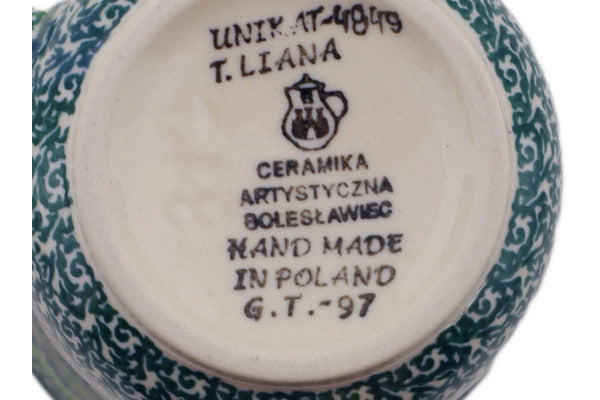 UNIKAT-4849
T. LIANA
CERAMIKA
ARTYSTYCZNA
BOLESŁAWIEC
HAND MADE
IN POLAND
G.T.-97